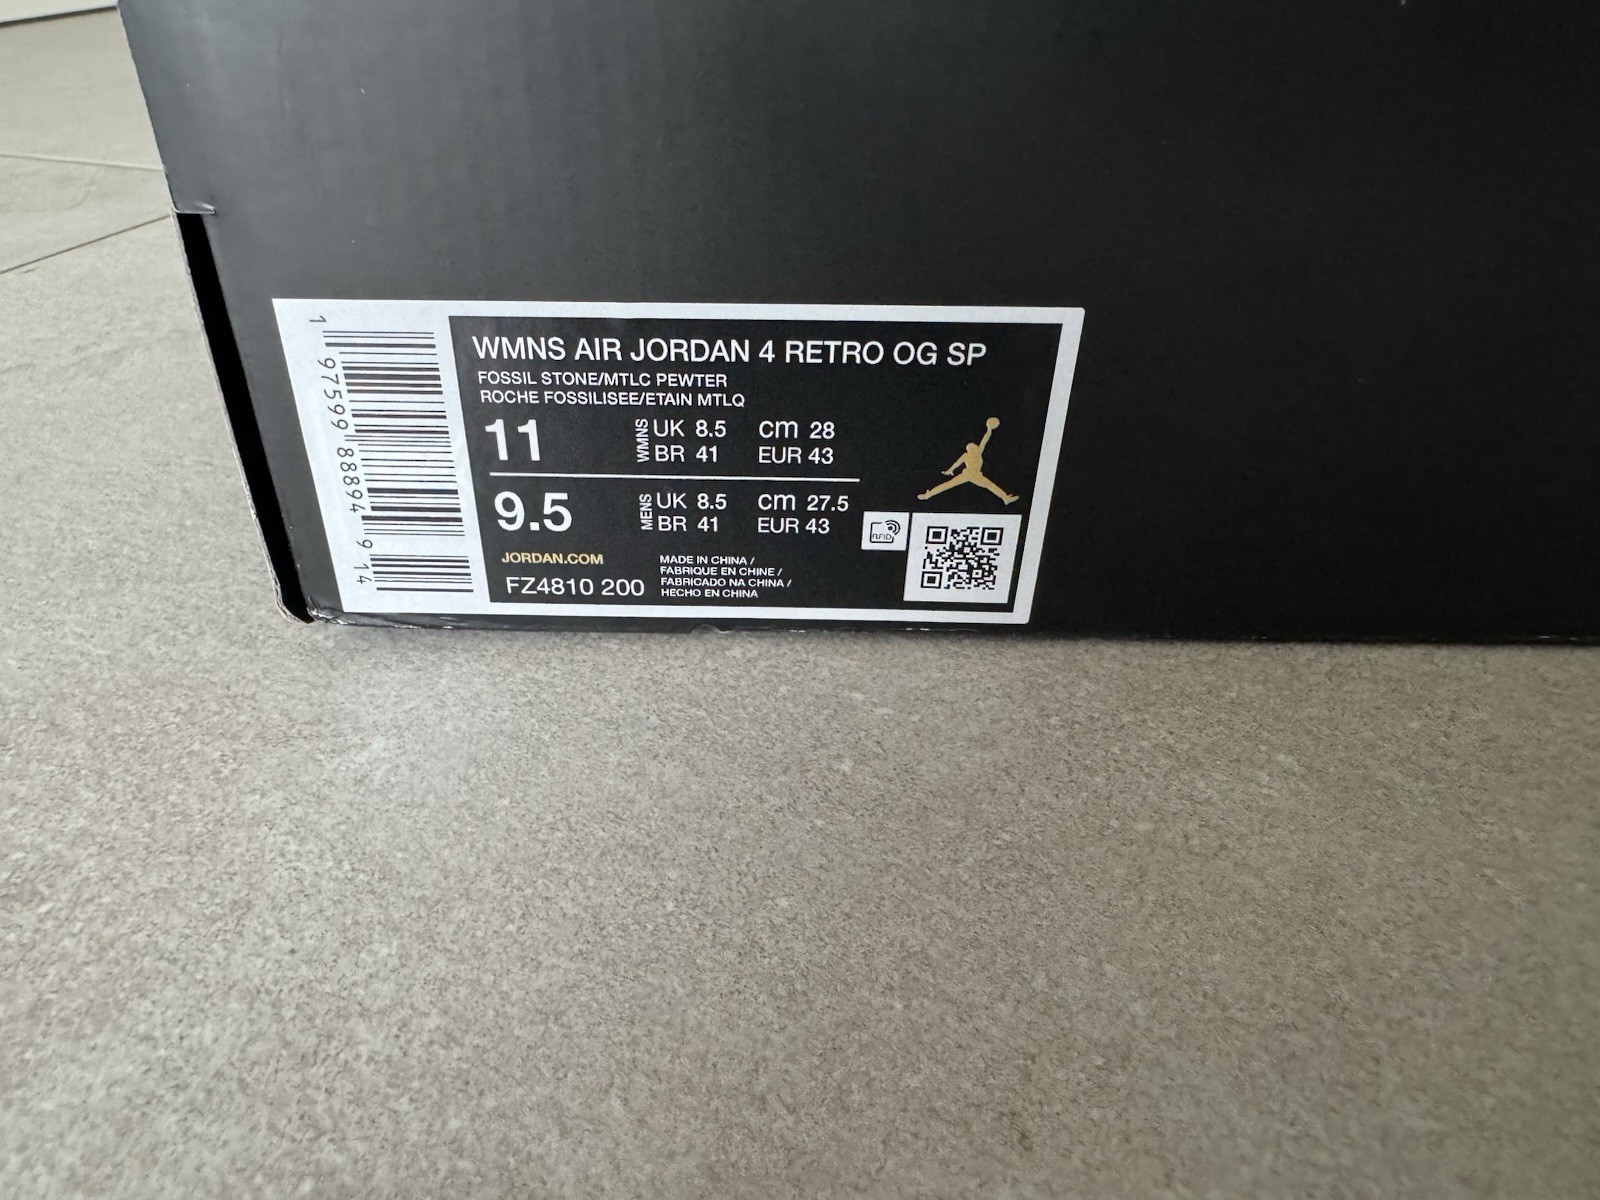 WMNS AIR JORDAN 4 RETRO OG SP
FOSSIL STONE/MTLC PEWTER
ROCHE FOSSILISEE/ETAIN MTLQ
11 WMNS UK 8.5 cm 28
BR 41 EUR 43
9.5 MENS UK 8.5 cm 27.5
BR 41 EUR 43
RFID
JORDAN.COM
FZ4810 200
MADE IN CHINA /
FABRIQUE EN CHINE /
FABRICADO NA CHINA /
HECHO EN CHINA
1 97599 88894 9 14